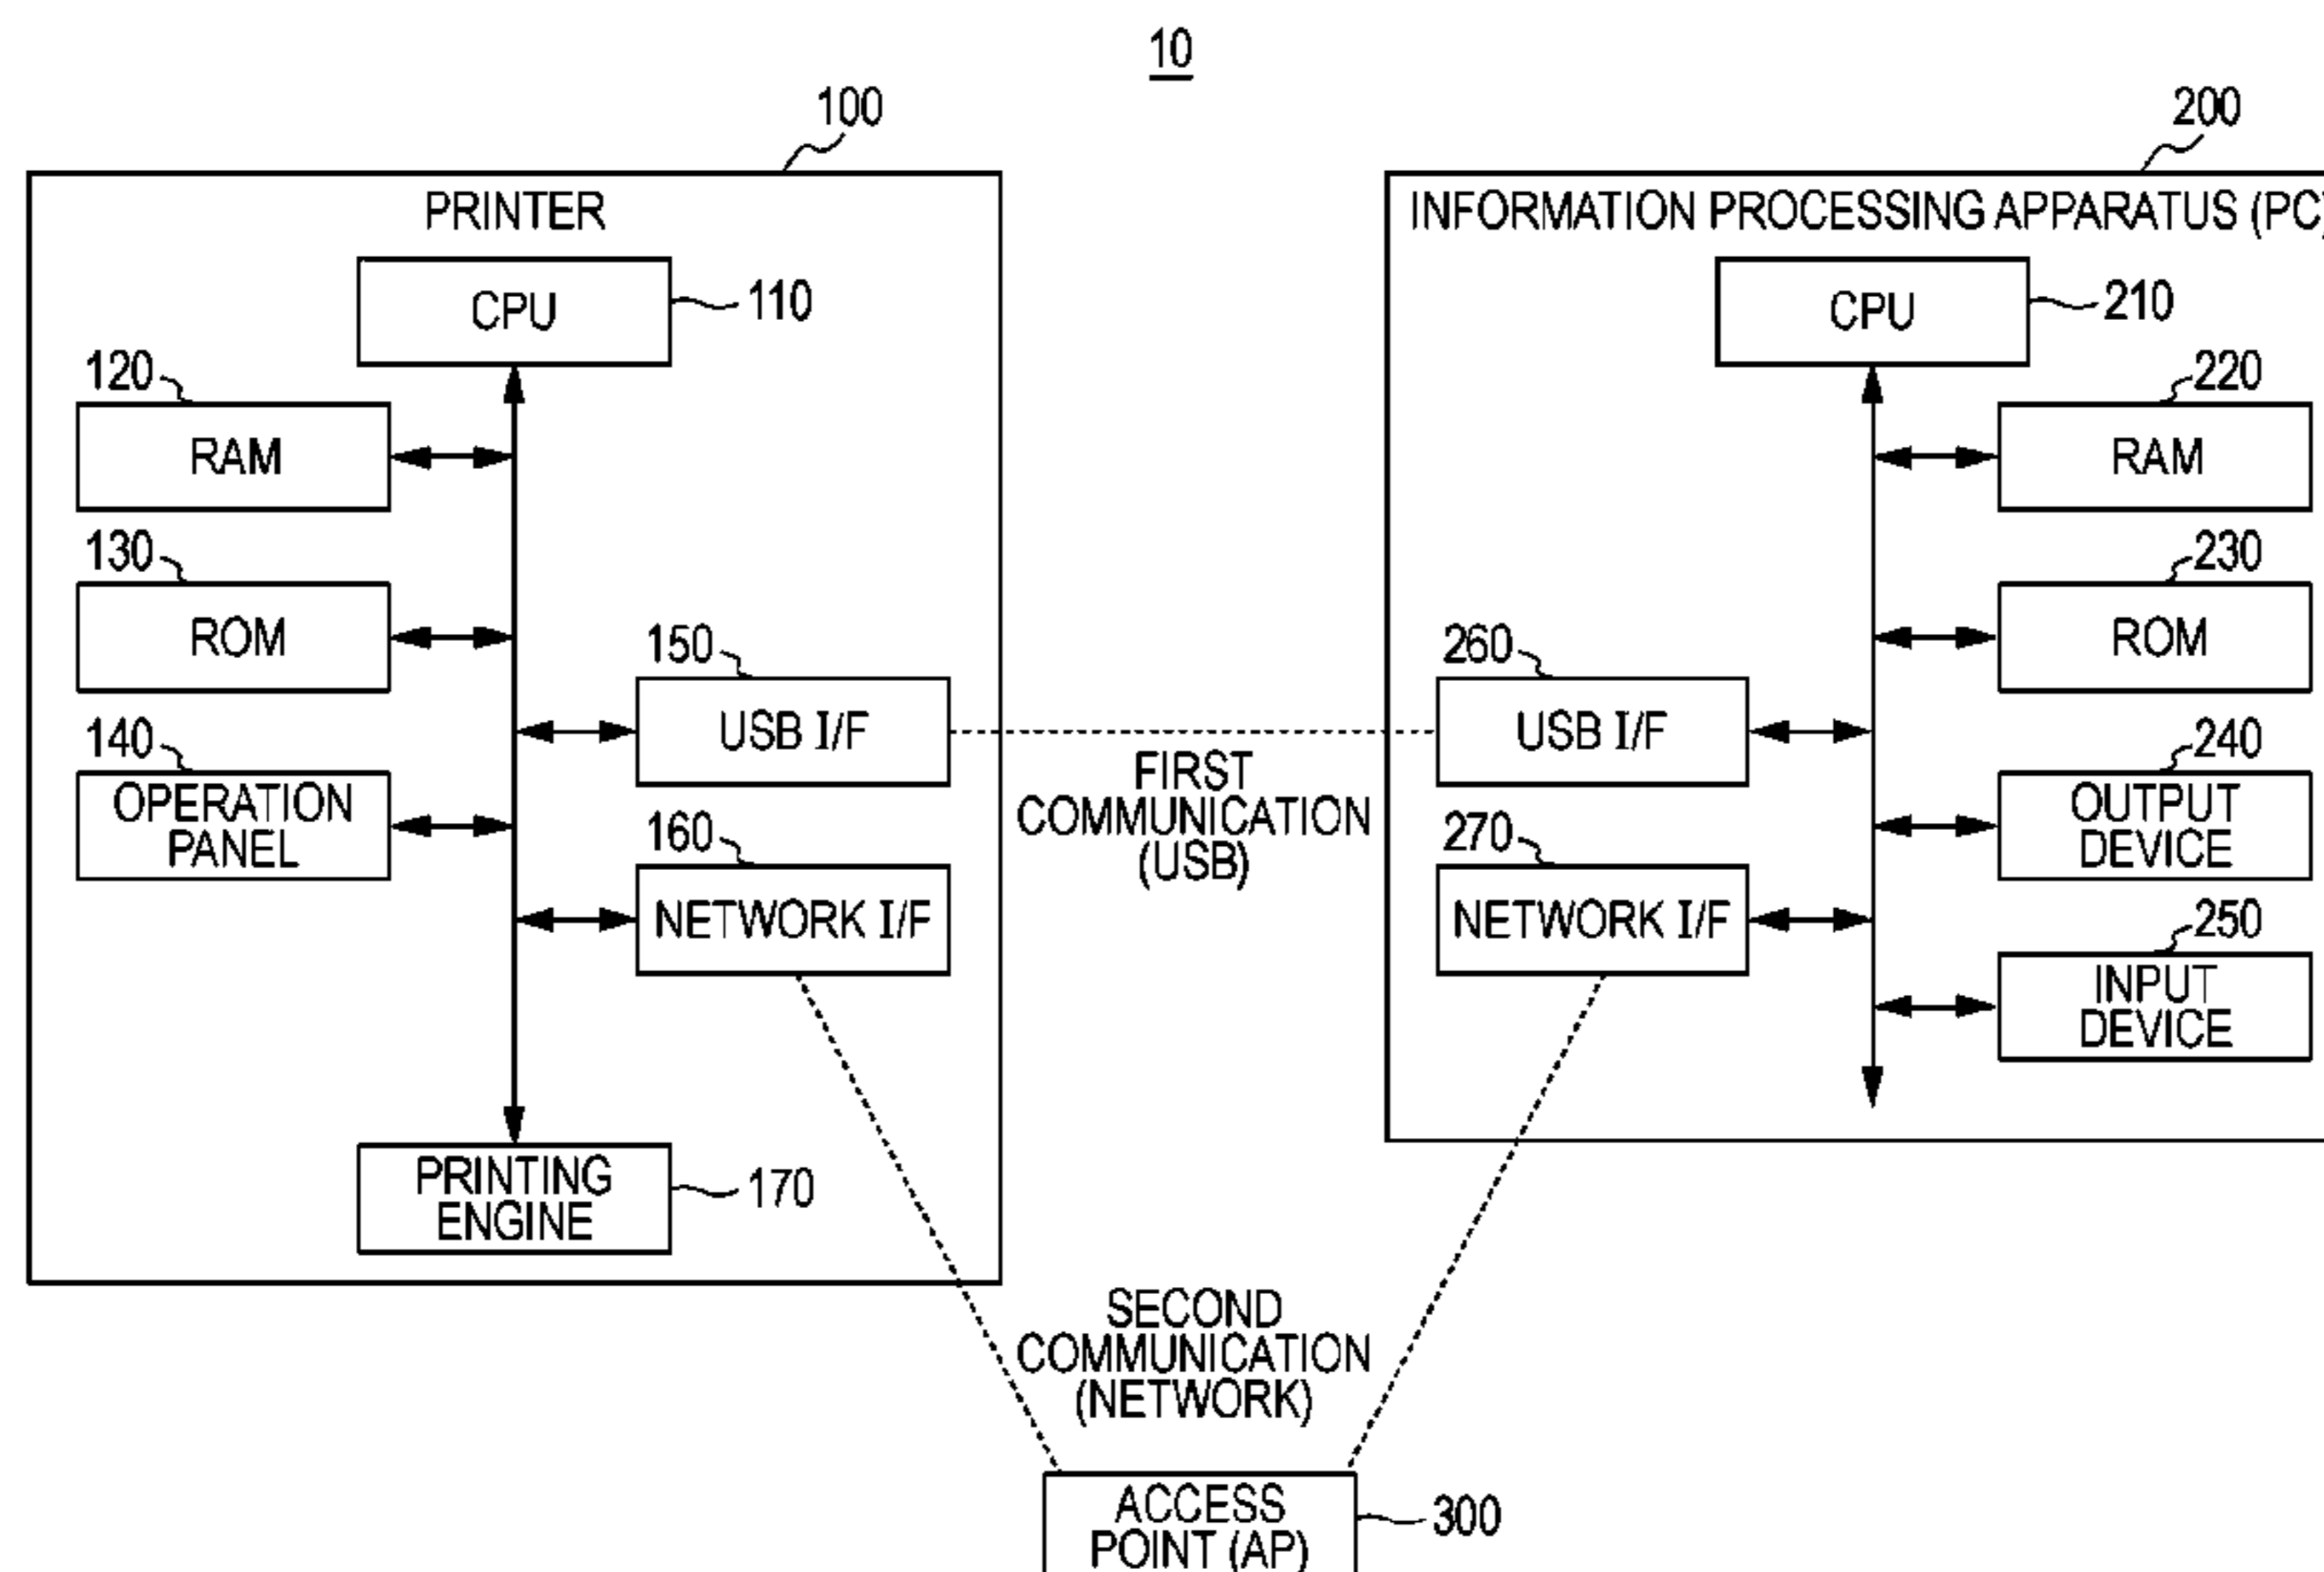 10
100
200
PRINTER
INFORMATION PROCESSING APPARATUS (PC)
CPU
110
CPU
210
120
RAM
220
RAM
130
ROM
230
ROM
150
USB I/F
260
USB I/F
140
OPERATION
PANEL
FIRST
COMMUNICATION
(USB)
240
OUTPUT
DEVICE
160
NETWORK I/F
270
NETWORK I/F
250
INPUT
DEVICE
PRINTING
ENGINE
170
SECOND
COMMUNICATION
(NETWORK)
ACCESS
POINT (AP)
300